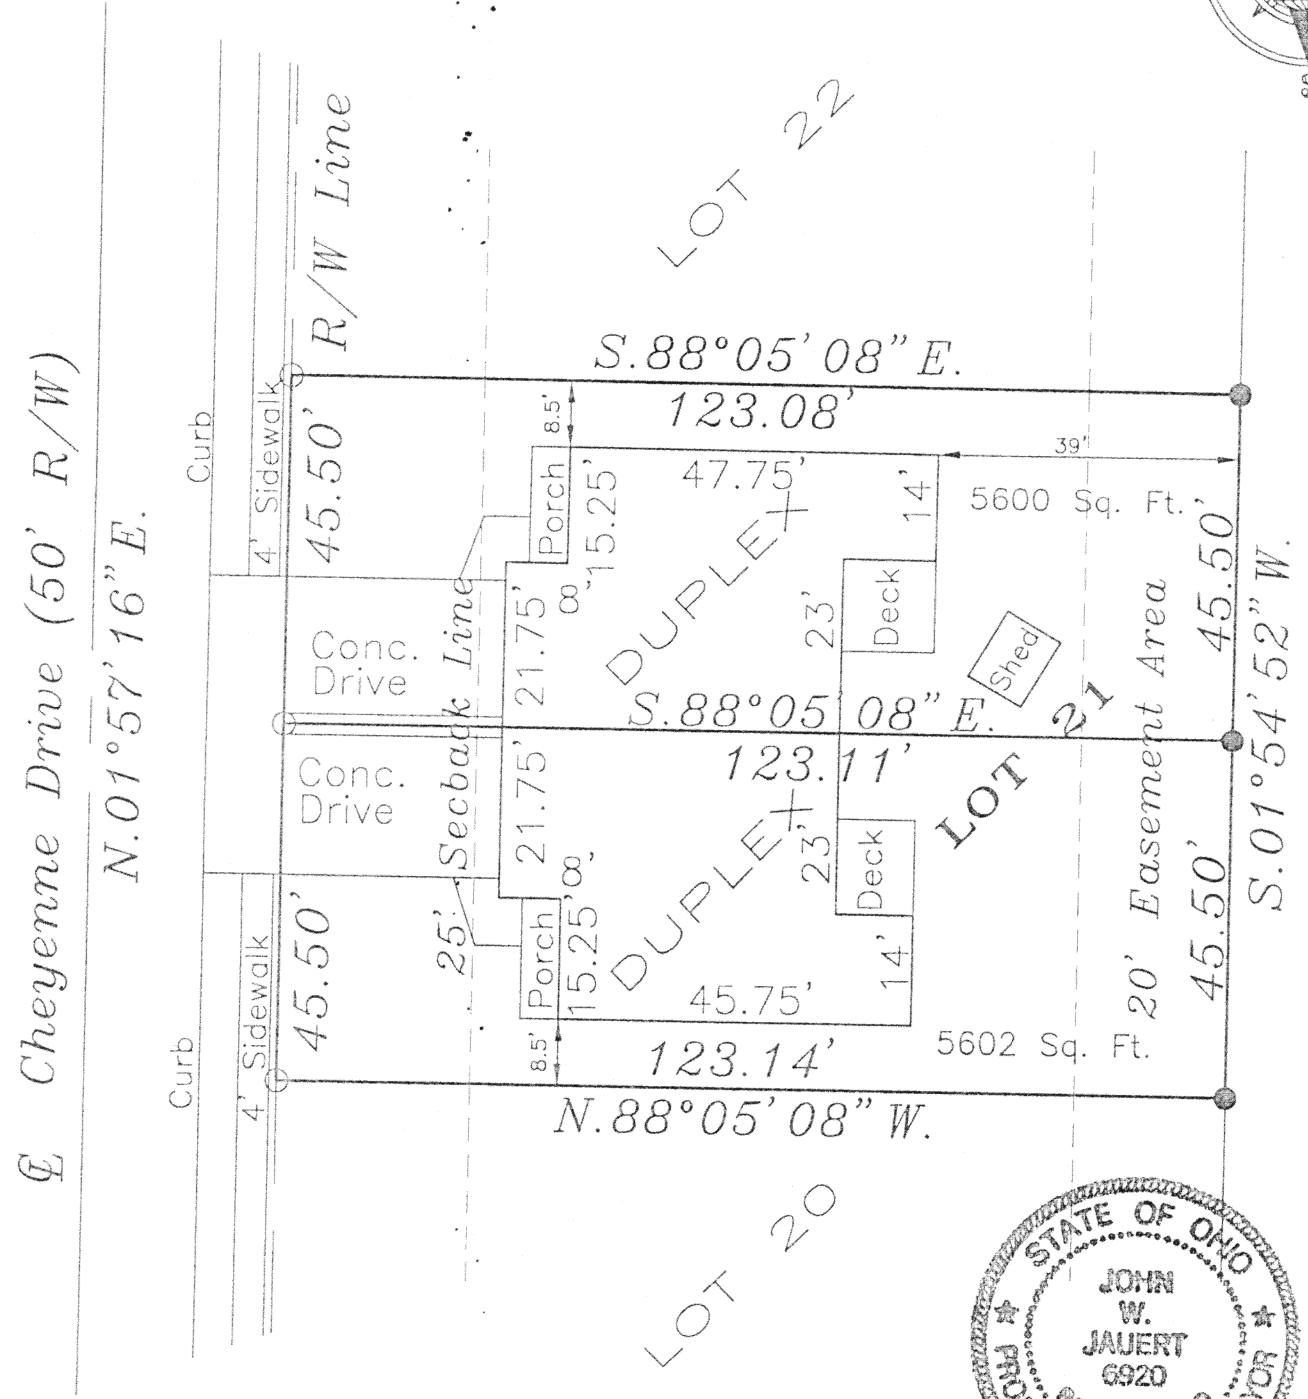 ℄ Cheyenne Drive (50' R/W)
N.01°57'16"E.
Curb
4' Sidewalk
45.50'
R/W Line
LOT 22
S.88°05'08"E.
123.08'
8.5'
Porch
15.25'
8'
47.75'
39'
14'
5600 Sq. Ft.
45.50'
DUPLEX
21.75'
23'
Deck
Shed
Conc.
Drive
Secback Line
25'
S.88°05 08"E.
123.11'
LOT 21
20' Easement Area
S.01°54'52"W.
Conc.
Drive
21.75'
8'
DUPLEX
23'
Deck
14'
45.50'
Porch
15.25'
45.75'
8.5'
123.14'
N.88°05'08"W.
5602 Sq. Ft.
45.50'
4' Sidewalk
Curb
LOT 20
STATE OF OHIO
JOHN
W.
JAUERT
6920